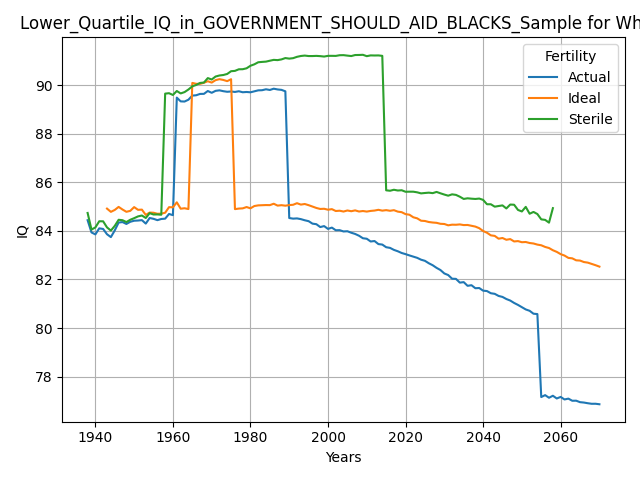 Lower_Quartile_IQ_in_GOVERNMENT_SHOULD_AID_BLACKS_Sample for Wh
Fertility
Actual
Ideal
Sterile
IQ
90
88
86
84
82
80
78
1940
1960
1980
2000
2020
2040
2060
Years